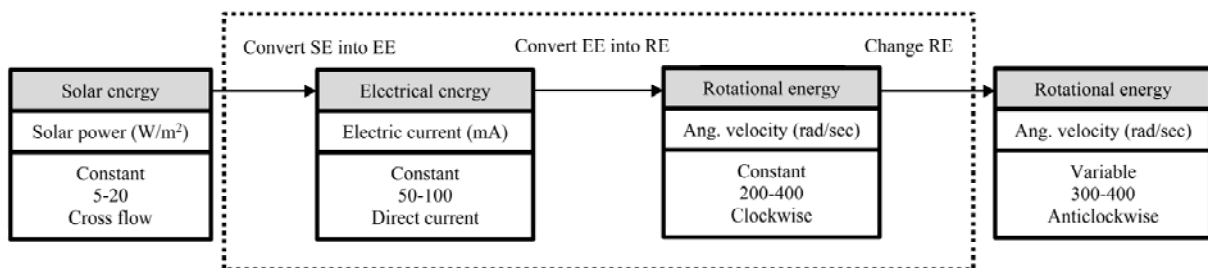 Convert SE into EE
Convert EE into RE
Change RE
Solar energy
Solar power (W/m²)
Constant
5-20
Cross flow
Electrical energy
Electric current (mA)
Constant
50-100
Direct current
Rotational energy
Ang. velocity (rad/sec)
Constant
200-400
Clockwise
Rotational energy
Ang. velocity (rad/sec)
Variable
300-400
Anticlockwise